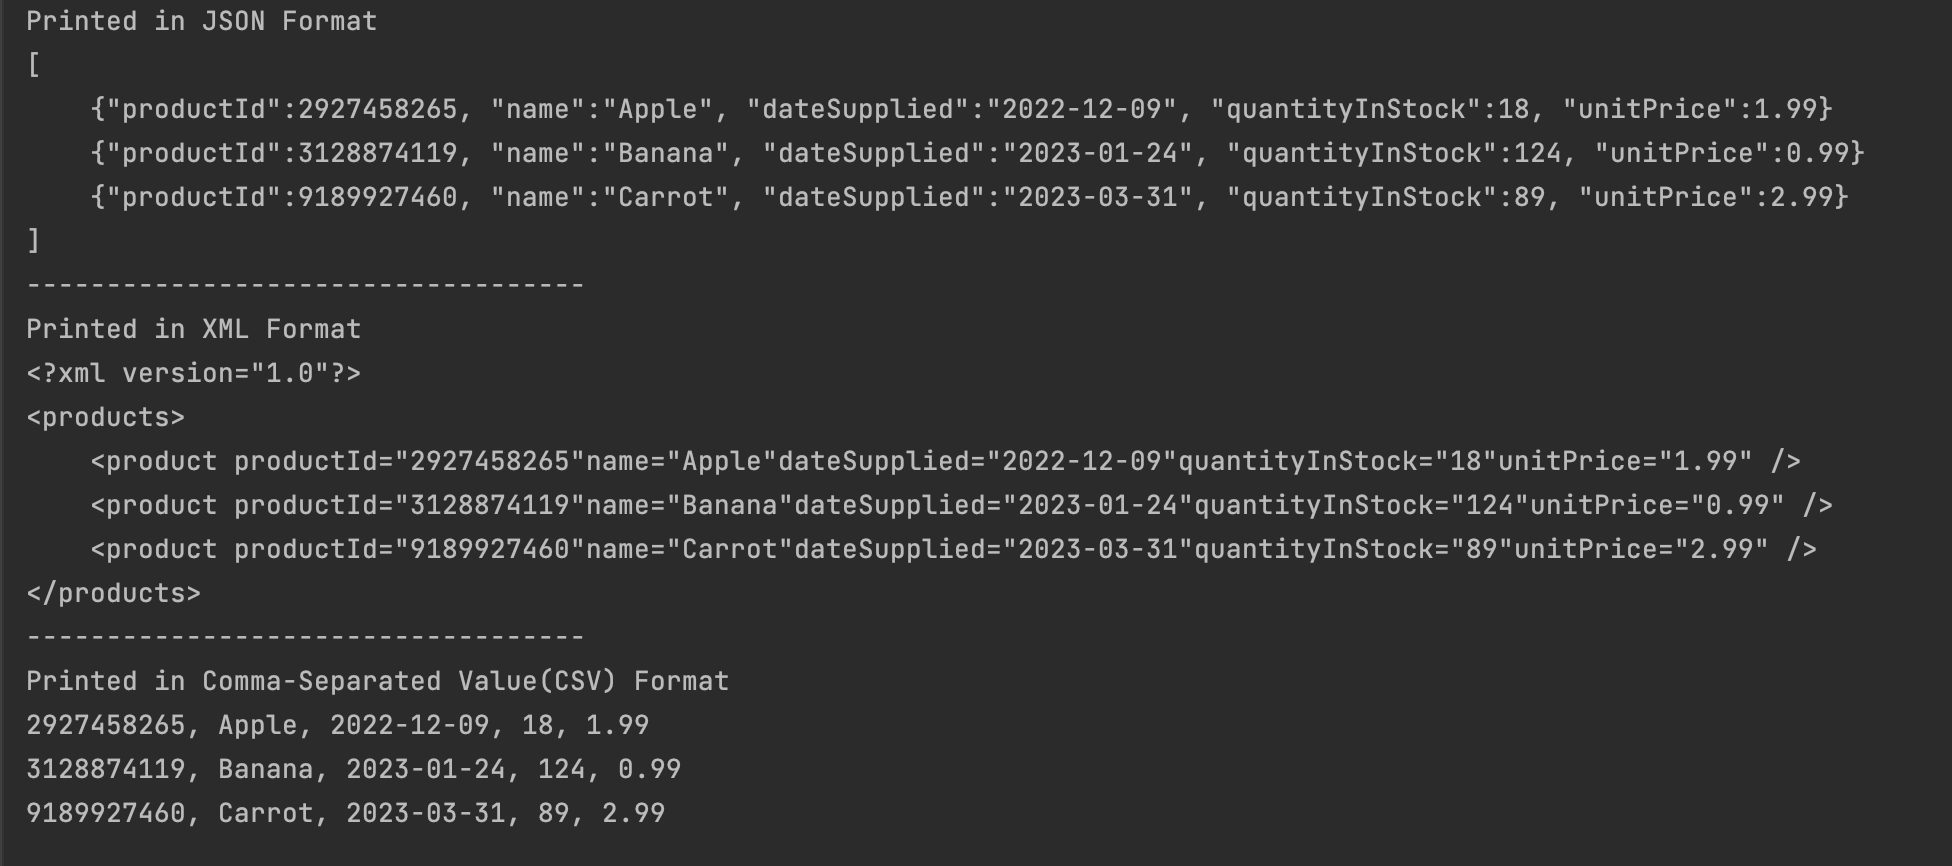 Printed in JSON Format
[
    {"productId":2927458265, "name":"Apple", "dateSupplied":"2022-12-09", "quantityInStock":18, "unitPrice":1.99}
    {"productId":3128874119, "name":"Banana", "dateSupplied":"2023-01-24", "quantityInStock":124, "unitPrice":0.99}
    {"productId":9189927460, "name":"Carrot", "dateSupplied":"2023-03-31", "quantityInStock":89, "unitPrice":2.99}
]
-----------------------------------
Printed in XML Format
<?xml version="1.0"?>
<products>
    <product productId="2927458265"name="Apple"dateSupplied="2022-12-09"quantityInStock="18"unitPrice="1.99" />
    <product productId="3128874119"name="Banana"dateSupplied="2023-01-24"quantityInStock="124"unitPrice="0.99" />
    <product productId="9189927460"name="Carrot"dateSupplied="2023-03-31"quantityInStock="89"unitPrice="2.99" />
</products>
-----------------------------------
Printed in Comma-Separated Value(CSV) Format
2927458265, Apple, 2022-12-09, 18, 1.99
3128874119, Banana, 2023-01-24, 124, 0.99
9189927460, Carrot, 2023-03-31, 89, 2.99